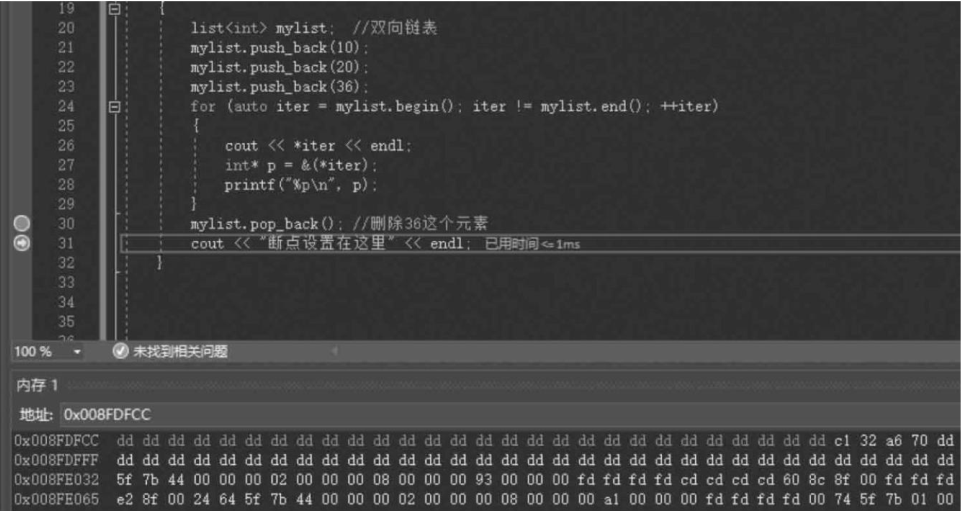 19 {
20 list<int> mylist; //双向链表
21 mylist.push_back(10);
22 mylist.push_back(20);
23 mylist.push_back(36);
24 for (auto iter = mylist.begin(); iter != mylist.end(); ++iter)
25 {
26 cout << *iter << endl;
27 int* p = &(*iter);
28 printf("%p\n", p);
29 }
30 mylist.pop_back(); //删除36这个元素
31 cout << "断点设置在这里" << endl; 已用时间<=1ms
32 }
33
34
35
36
100 % 未找到相关问题
内存 1
地址: 0x008FDFCC
0x008FDFCC dd dd dd dd dd dd dd dd dd dd dd dd dd dd dd dd dd dd dd dd dd dd dd dd dd dd dd dd c1 32 a6 70 dd
0x008FDFFF dd dd dd dd dd dd dd dd dd dd dd dd dd dd dd dd dd dd dd dd dd dd dd dd dd dd dd dd dd dd dd dd dd
0x008FE032 5f 7b 44 00 00 00 02 00 00 00 08 00 00 00 93 00 00 00 fd fd fd fd cd cd cd cd 60 8c 8f 00 fd fd fd
0x008FE065 e2 8f 00 24 64 5f 7b 44 00 00 00 02 00 00 00 08 00 00 00 a1 00 00 00 fd fd fd fd 00 74 5f 7b 01 00